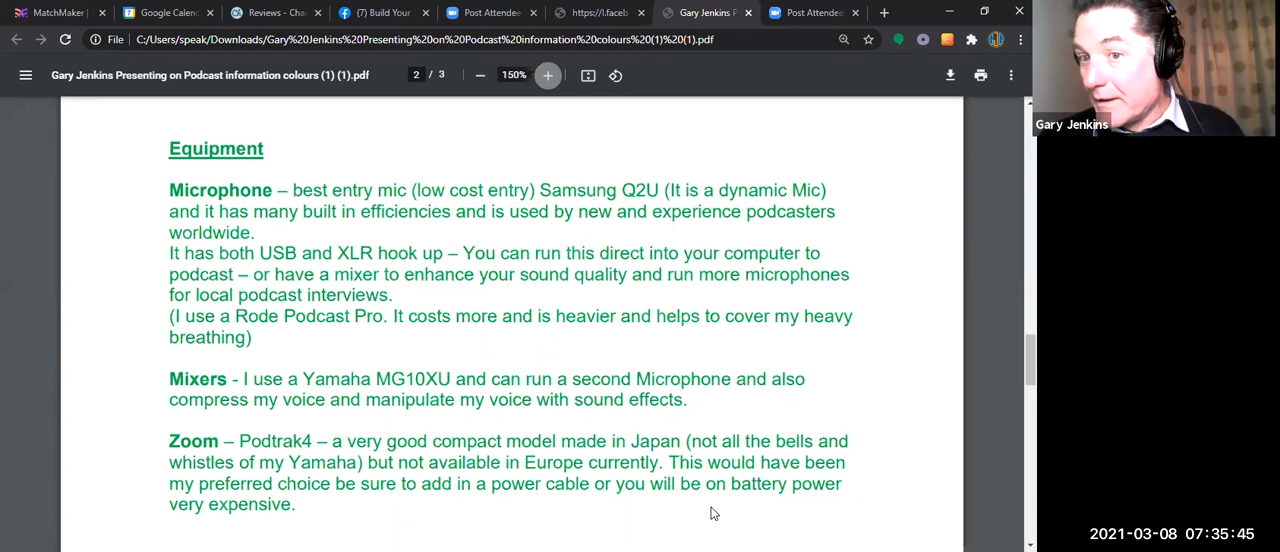 MatchMaker |
Google Calend
Reviews - Cha
(7) Build Your
Post Attende
https://l.faceb
Gary Jenkins P
Post Attende
File
C:/Users/speak/Downloads/Gary%20Jenkins%20Presenting%20on%20Podcast%20information%20colours%20(1)%20(1).pdf
Gary Jenkins Presenting on Podcast information colours (1) (1).pdf
2 / 3
150%
Gary Jenkins
Equipment
Microphone – best entry mic (low cost entry) Samsung Q2U (It is a dynamic Mic)
and it has many built in efficiencies and is used by new and experience podcasters
worldwide.
It has both USB and XLR hook up – You can run this direct into your computer to
podcast – or have a mixer to enhance your sound quality and run more microphones
for local podcast interviews.
(I use a Rode Podcast Pro. It costs more and is heavier and helps to cover my heavy
breathing)
Mixers - I use a Yamaha MG10XU and can run a second Microphone and also
compress my voice and manipulate my voice with sound effects.
Zoom – Podtrak4 – a very good compact model made in Japan (not all the bells and
whistles of my Yamaha) but not available in Europe currently. This would have been
my preferred choice be sure to add in a power cable or you will be on battery power
very expensive.
2021-03-08 07:35:45